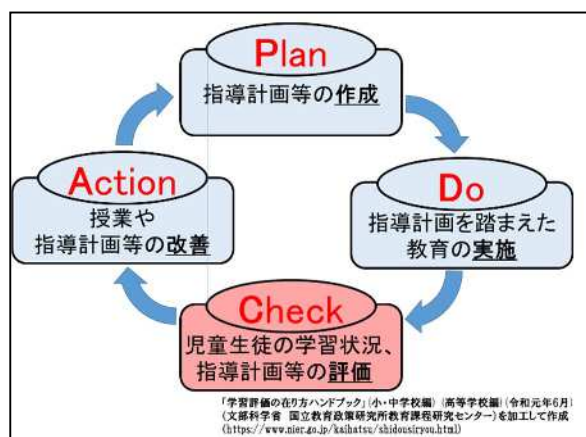 Plan
指導計画等の作成
Action
授業や
指導計画等の改善
Do
指導計画を踏まえた
教育の実施
Check
児童生徒の学習状況、
指導計画等の評価
「学習評価の在り方ハンドブック」(小・中学校編)(高等学校編)(令和元年6月)
(文部科学省 国立教育政策研究所教育課程研究センター)を加工して作成
(https://www.nier.go.jp/kaihatsu/shidousiryou.html)